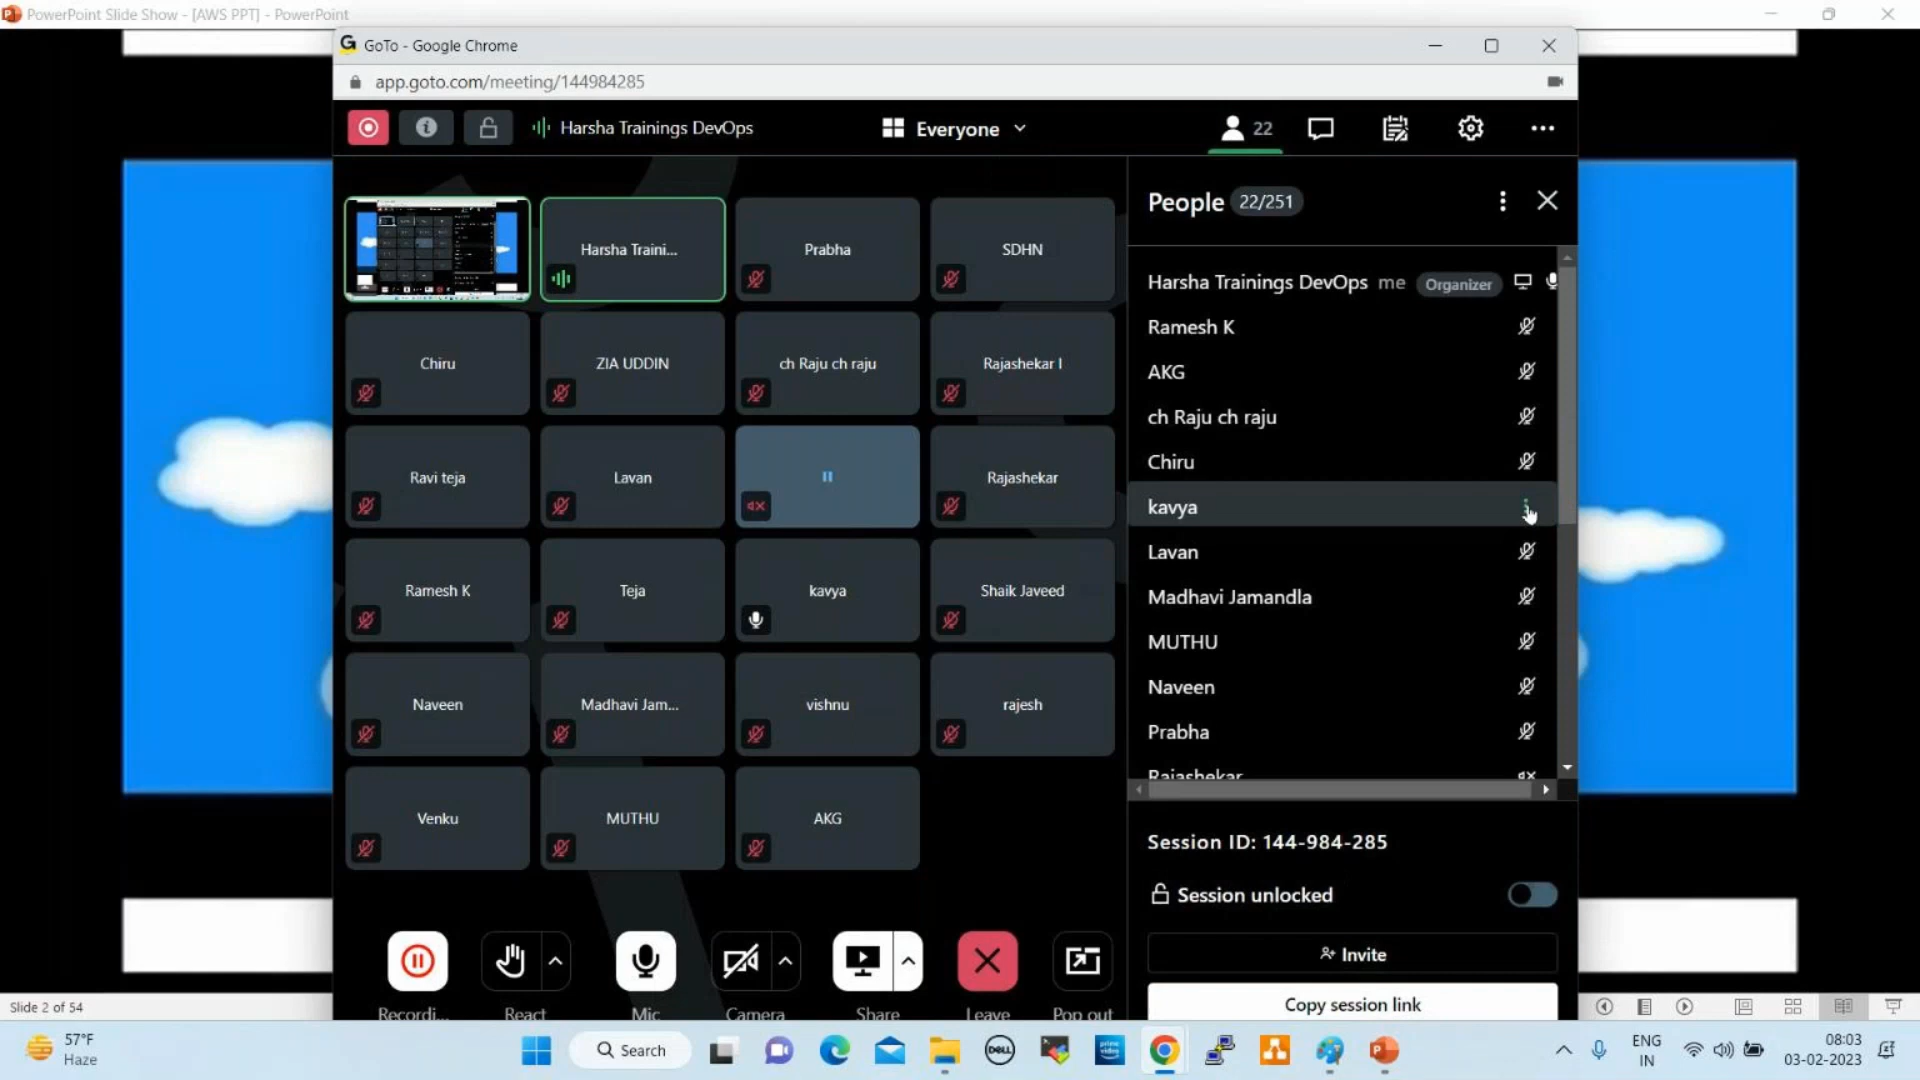 PowerPoint Slide Show - [AWS PPT] - PowerPoint
GoTo - Google Chrome
app.goto.com/meeting/144984285
Harsha Trainings DevOps
Everyone
22
People 22/251
Harsha Traini...
Prabha
SDHN
Chiru
ZIA UDDIN
ch Raju ch raju
Rajashekar I
Ravi teja
Lavan
Rajashekar
Ramesh K
Teja
kavya
Shaik Javeed
Naveen
Madhavi Jam...
vishnu
rajesh
Venku
MUTHU
AKG
Harsha Trainings DevOps me Organizer
Ramesh K
AKG
ch Raju ch raju
Chiru
kavya
Lavan
Madhavi Jamandla
MUTHU
Naveen
Prabha
Rajashekar
Session ID: 144-984-285
Session unlocked
Invite
Copy session link
Recordi...
React
Mic
Camera
Share
Leave
Pop out
Slide 2 of 54
57°F
Haze
Search
DELL
prime video
ENG
IN
08:03
03-02-2023